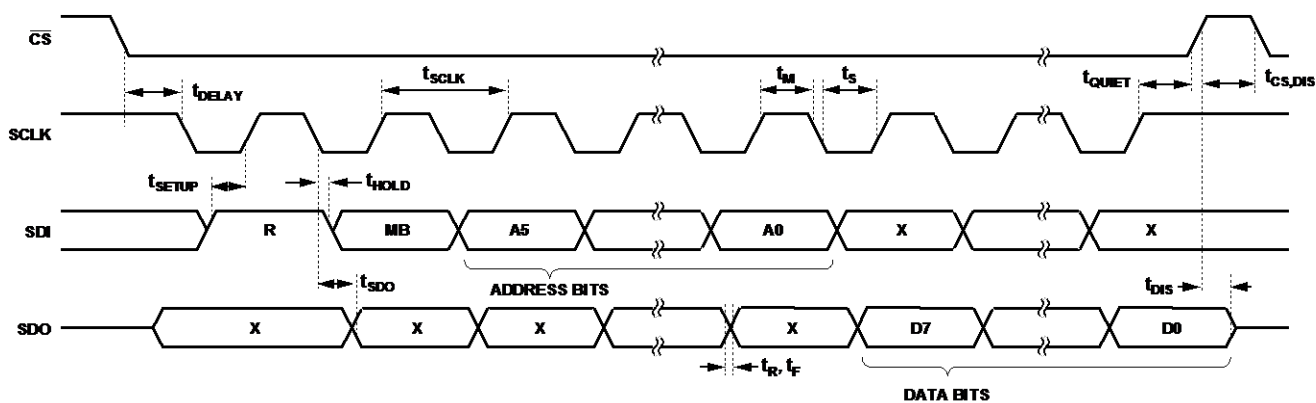 CS
tDELAY
tSCLK
tM
tS
tQUIET
tCS,DIS
SCLK
tSETUP
tHOLD
SDI
R
MB
A5
A0
X
X
tSDO
ADDRESS BITS
tDIS
SDO
X
X
X
X
D7
D0
tR, tF
DATA BITS